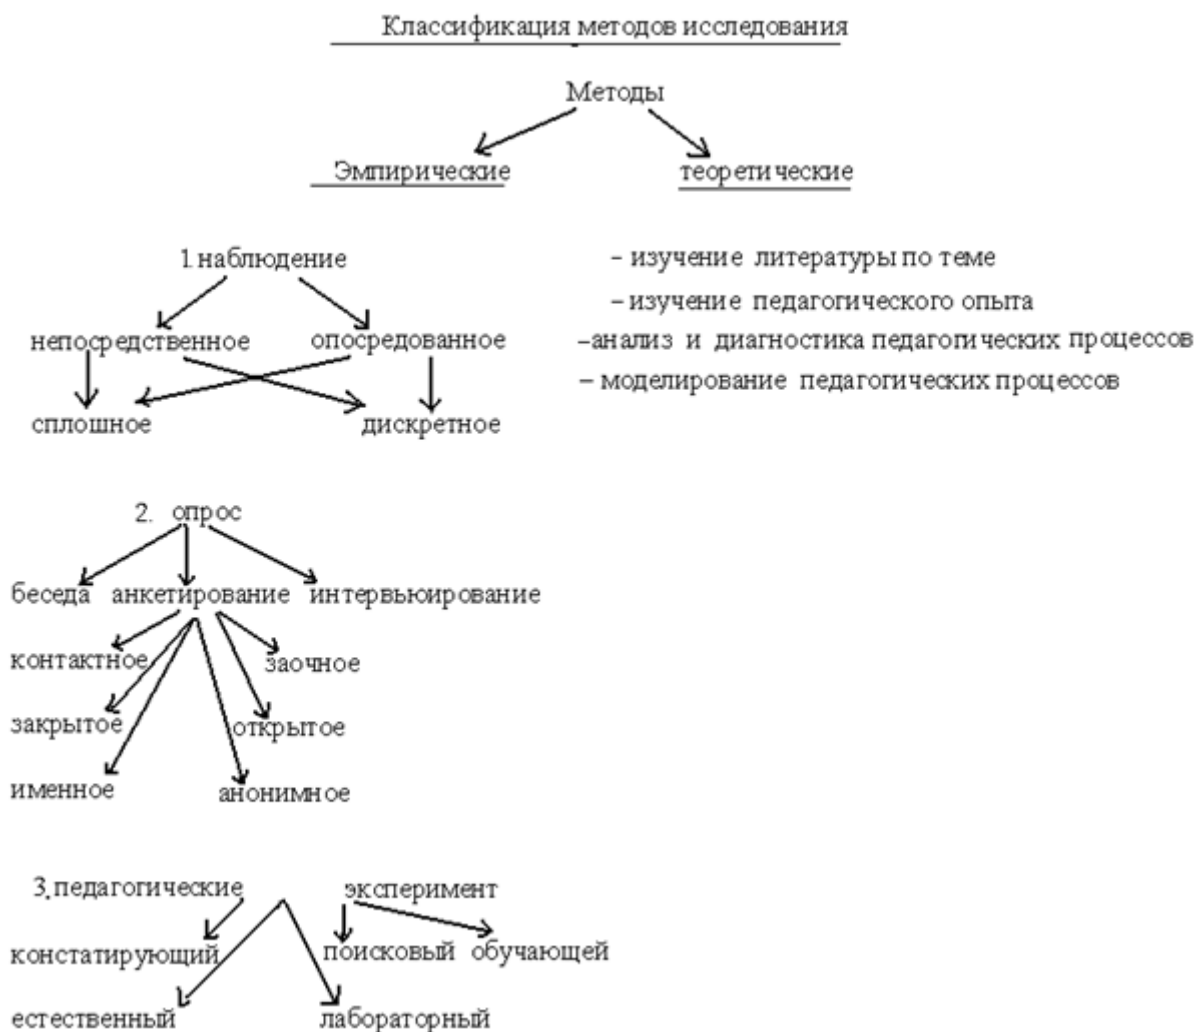 Классификация методов исследования
Методы
Эмпирические теоретические
1.наблюдение
непосредственное опосредованное
сплошное дискретное
– изучение литературы по теме
– изучение педагогического опыта
–анализ и диагностика педагогических процессов
– моделирование педагогических процессов
2. опрос
беседа анкетирование интервьюирование
контактное заочное
закрытое открытое
именное анонимное
3.педагогические эксперимент
констатирующий поисковый обучающей
естественный лабораторный